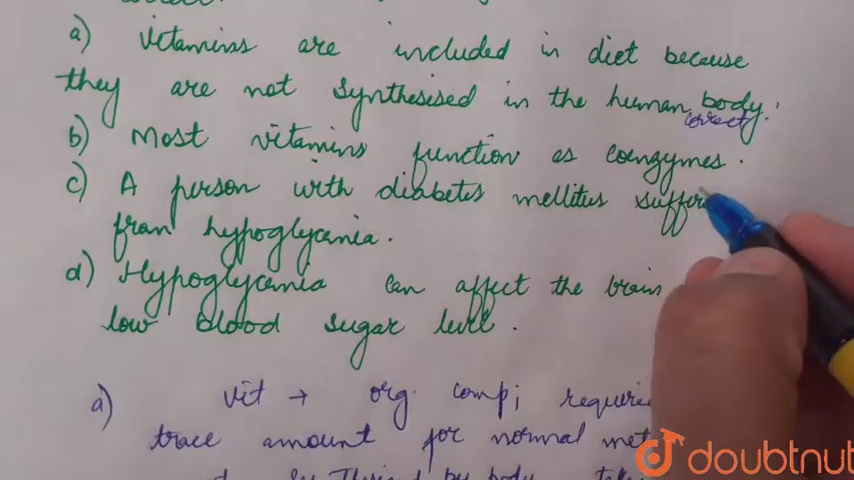 a) Vitamins are included in diet because
they are not synthesised in the human body.
correct
b) Most vitamins function as coenzymes.
c) A person with diabetes mellitus suffers
from hypoglycemia.
d) Hypoglycemia can affect the brain
low blood sugar level.
a) vit → org. comp;
trace amount for normal
by body
doubtnut